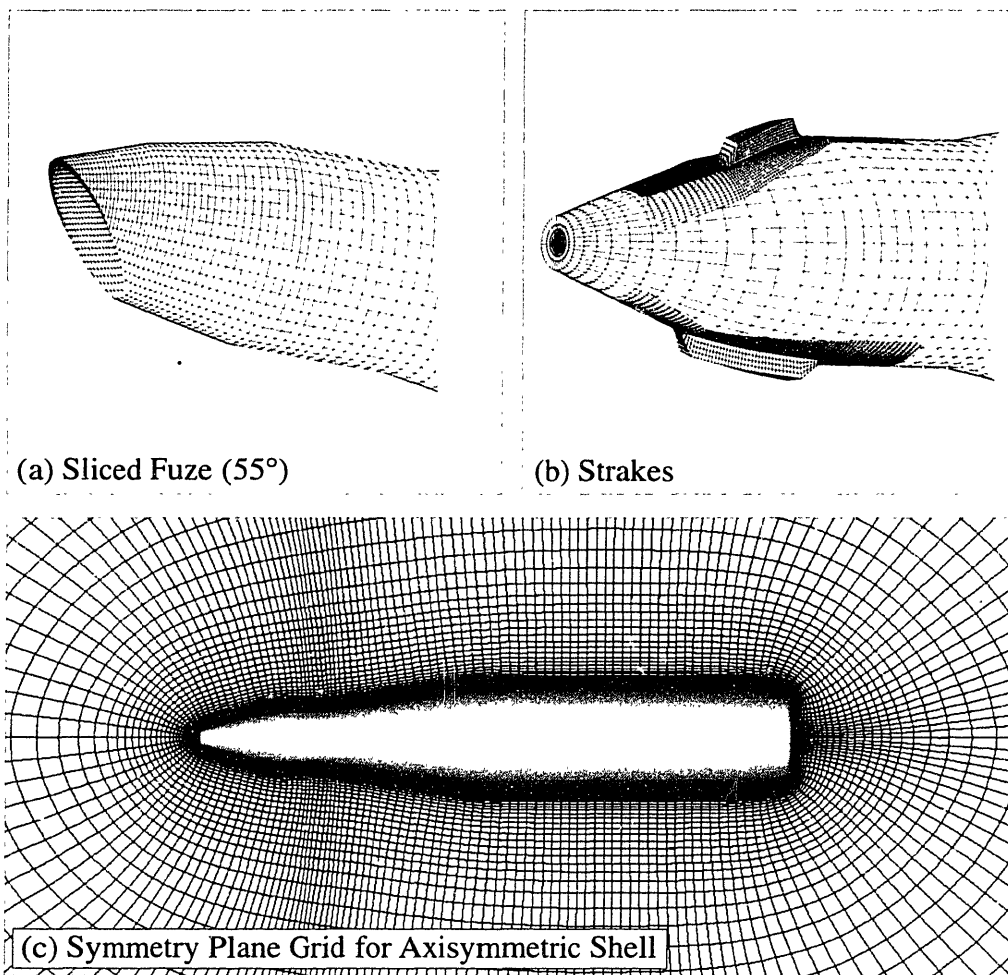 (a) Sliced Fuze (55°)
(b) Strakes
(c) Symmetry Plane Grid for Axisymmetric Shell